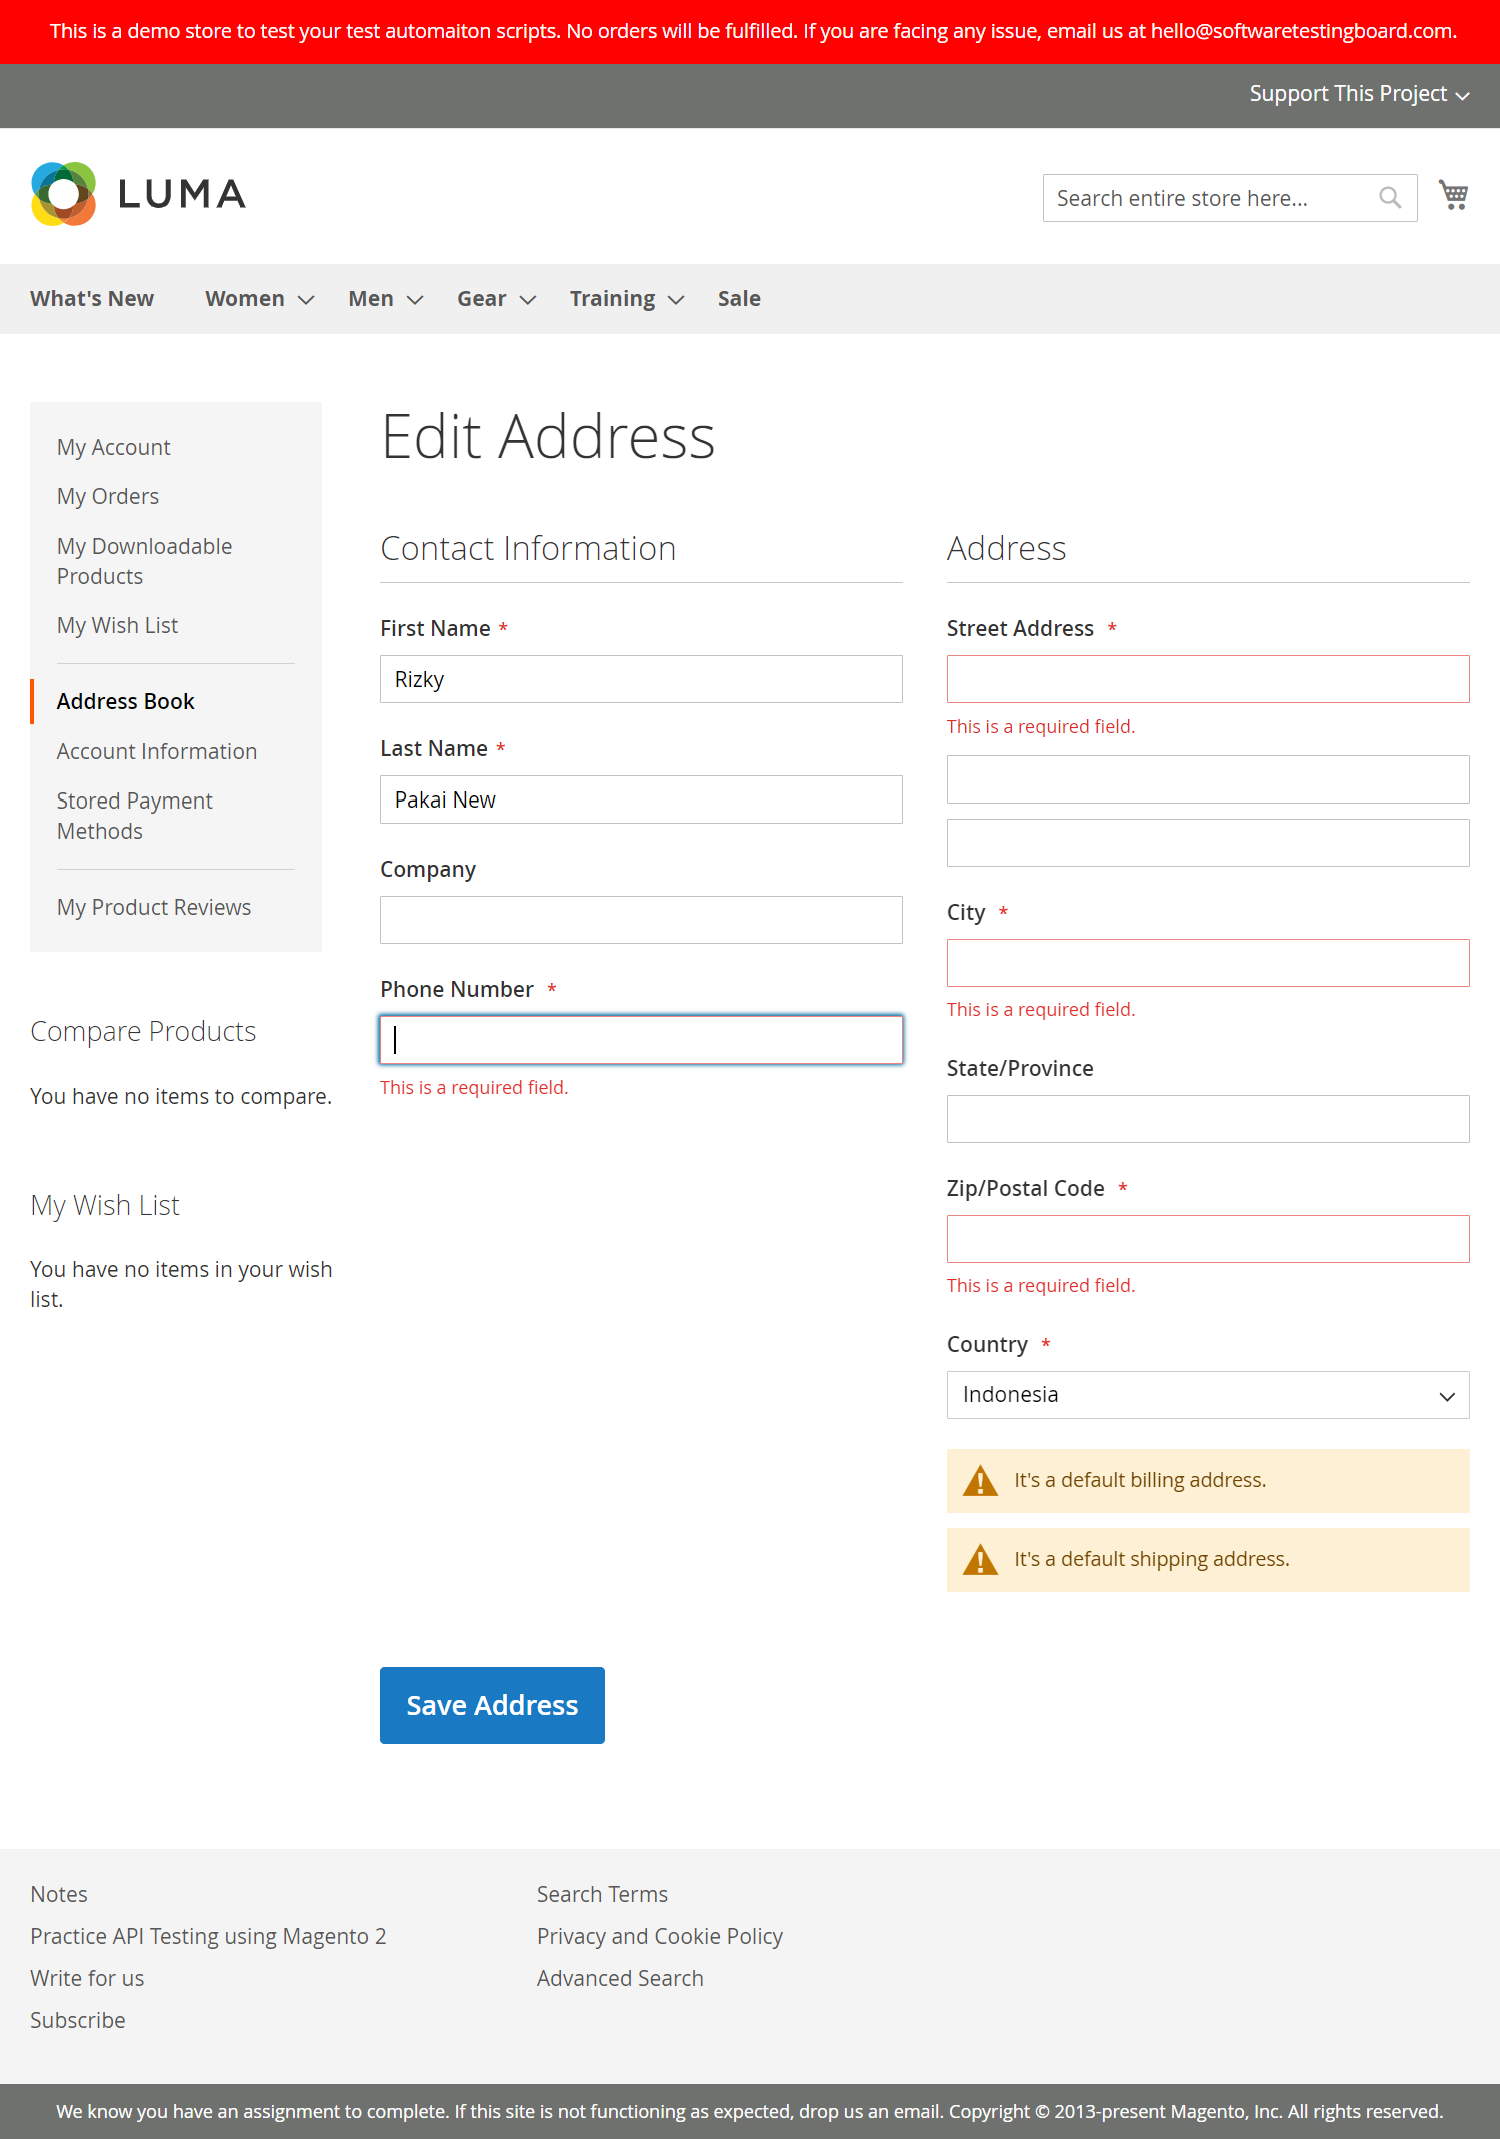 This is a demo store to test your test automaiton scripts. No orders will be fulfilled. If you are facing any issue, email us at hello@softwaretestingboard.com.
Support This Project
LUMA
Search entire store here...
What's New
Women
Men
Gear
Training
Sale
My Account
My Orders
My Downloadable
Products
My Wish List
Address Book
Account Information
Stored Payment
Methods
My Product Reviews
Compare Products
You have no items to compare.
My Wish List
You have no items in your wish
list.
Edit Address
Contact Information
First Name *
Rizky
Last Name *
Pakai New
Company
Phone Number *
This is a required field.
Address
Street Address *
This is a required field.
City *
This is a required field.
State/Province
Zip/Postal Code *
This is a required field.
Country *
Indonesia
It's a default billing address.
It's a default shipping address.
Save Address
Notes
Practice API Testing using Magento 2
Write for us
Subscribe
Search Terms
Privacy and Cookie Policy
Advanced Search
We know you have an assignment to complete. If this site is not functioning as expected, drop us an email. Copyright © 2013-present Magento, Inc. All rights reserved.